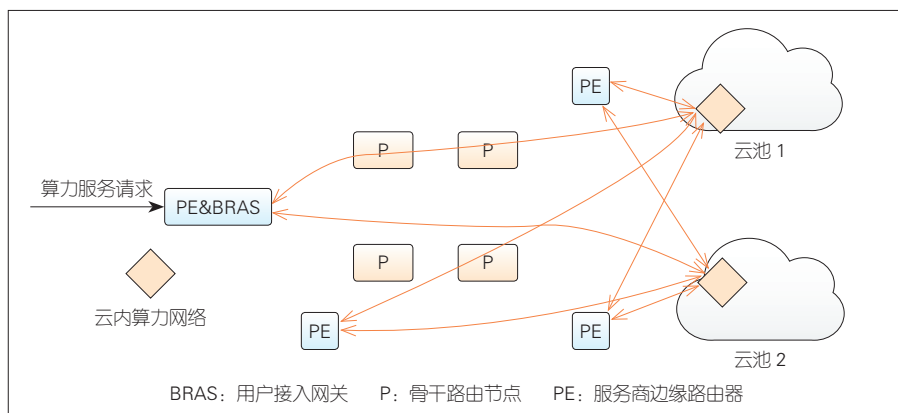 PE
云池 1
P
P
算力服务请求
PE&BRAS
P
P
云内算力网络
PE
PE
云池 2
BRAS：用户接入网关 P：骨干路由节点 PE：服务商边缘路由器